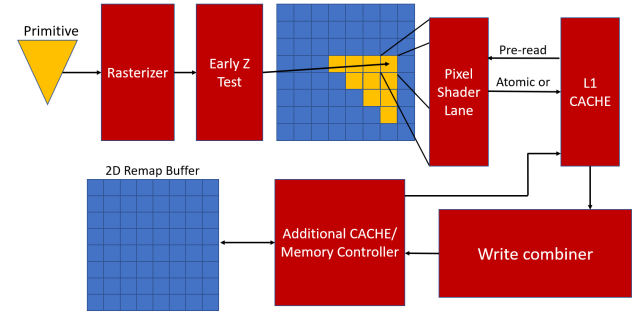 Primitive
Rasterizer
Early Z
Test
Pixel
Shader
Lane
Pre-read
Atomic or
L1
CACHE
2D Remap Buffer
Additional CACHE/
Memory Controller
Write combiner